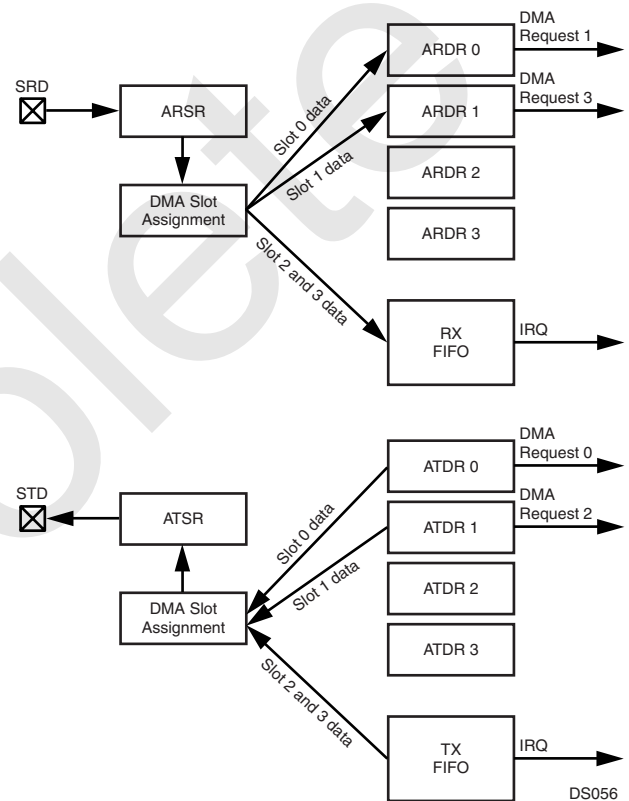 DMA
Request 1
ARDR 0
SRD
DMA
Request 3
ARSR
ARDR 1
Slot 0 data
Slot 1 data
ARDR 2
DMA Slot
Assignment
ARDR 3
Slot 2 and 3 data
RX
FIFO
IRQ
DMA
Request 0
ATDR 0
STD
DMA
Request 2
ATSR
ATDR 1
Slot 0 data
Slot 1 data
ATDR 2
DMA Slot
Assignment
ATDR 3
Slot 2 and 3 data
TX
FIFO
IRQ
DS056
olete